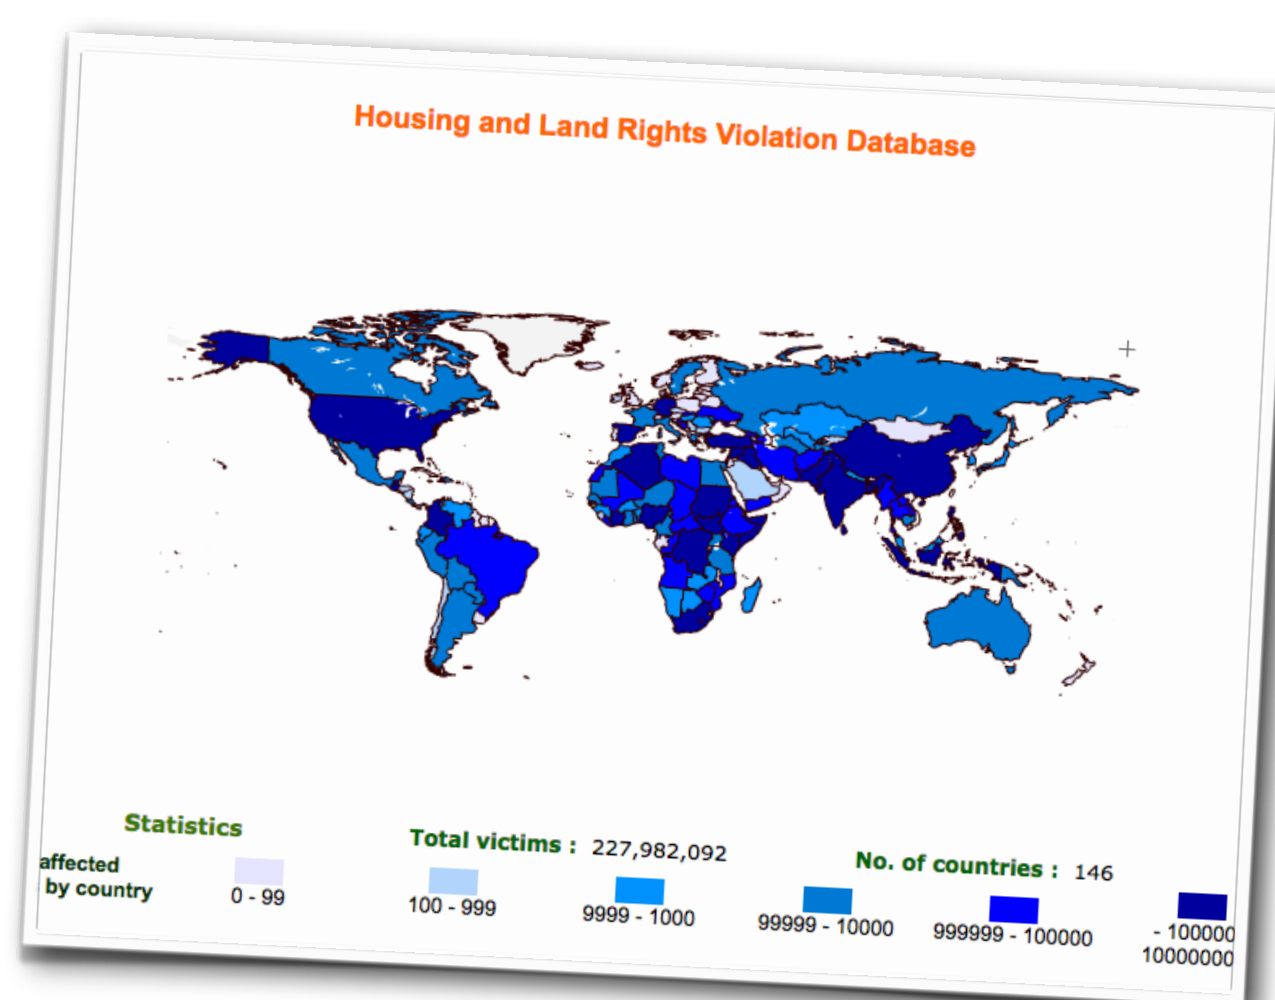 Housing and Land Rights Violation Database
Statistics
Total victims : 227,982,092
No. of countries : 146
affected
by country
0 - 99
100 - 999
9999 - 1000
99999 - 10000
999999 - 100000
- 100000
10000000